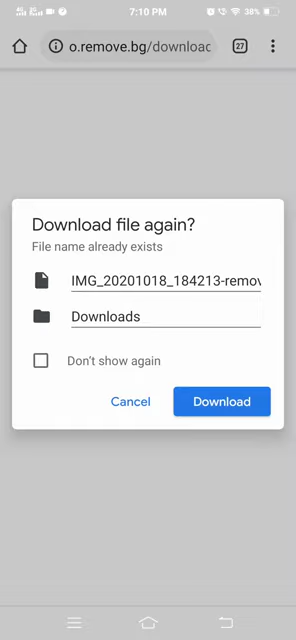 7:10 PM
38%
o.remove.bg/downloac
27
Download file again?
File name already exists
IMG_20201018_184213-remov
Downloads
Don't show again
Cancel
Download